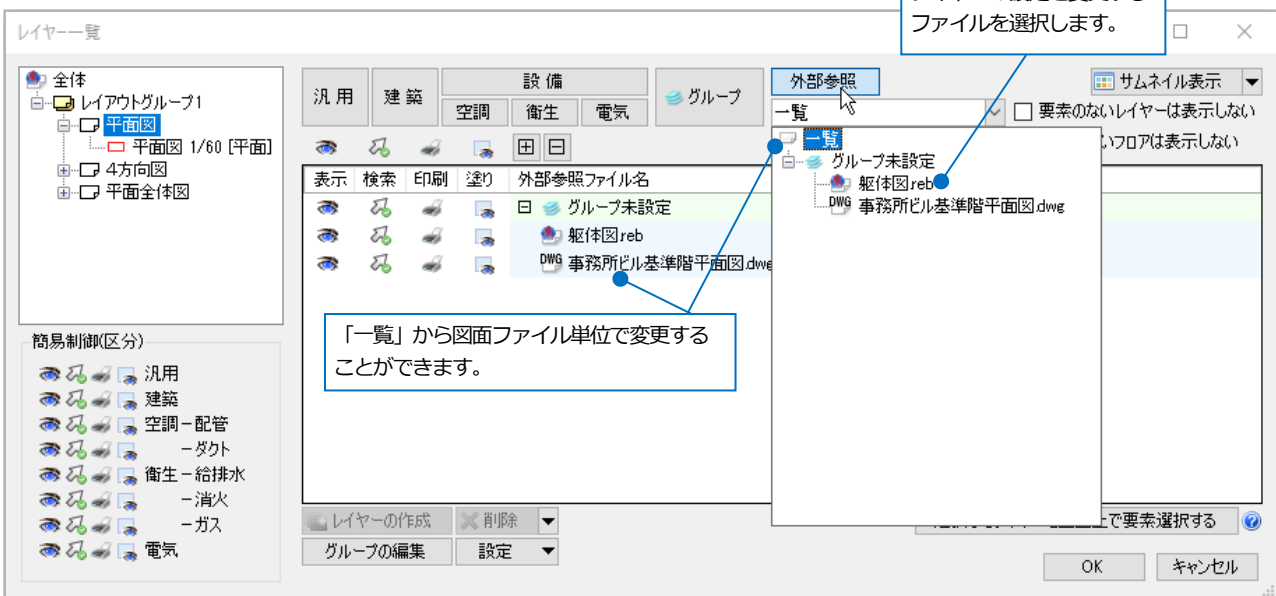 レイヤー一覧
ファイルを選択します。
全体
レイアウトグループ1
平面図
平面図 1/60 [平面]
4方向図
平面全体図
汎用
建築
設備
空調
衛生
電気
グループ
外部参照
一覧
サムネイル表示
要素のないレイヤーは表示しない
いフロアは表示しない
一覧
グループ未設定
躯体図.reb
DWG 事務所ビル基準階平面図.dwg
表示 検索 印刷 塗り 外部参照ファイル名
グループ未設定
躯体図.reb
DWG 事務所ビル基準階平面図.dwg
「一覧」から図面ファイル単位で変更する
ことができます。
簡易制御(区分)
汎用
建築
空調－配管
－ダクト
衛生－給排水
－消火
－ガス
電気
レイヤーの作成
削除
グループの編集
設定
で要素選択する
OK
キャンセル